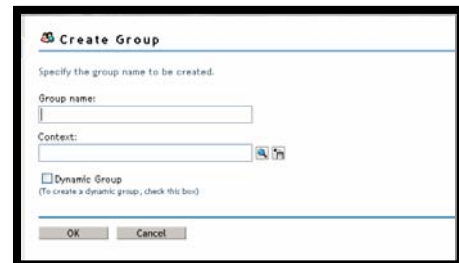 Create Group
Specify the group name to be created.
Group name:
Context:
Dynamic Group
(To create a dynamic group, check this box)
OK Cancel